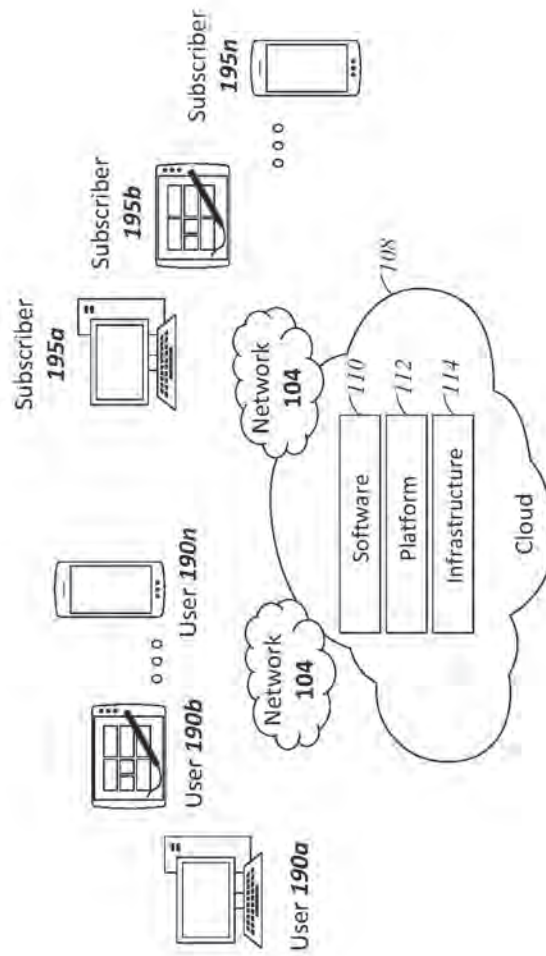 User 190a
User 190b
o o o
User 190n
Subscriber
195a
Subscriber
195b
o o o
Subscriber
195n
Network
104
Network
104
108
Software
110
Platform
112
Infrastructure
114
Cloud